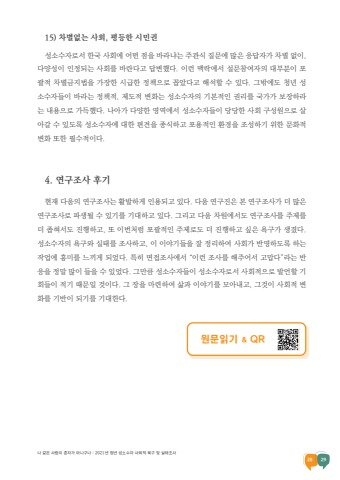 15) 차별없는 사회, 평등한 시민권
성소수자로서 한국 사회에 어떤 점을 바라냐는 주관식 질문에 많은 응답자가 차별 없이,
다양성이 인정되는 사회를 바란다고 답변했다. 이런 맥락에서 설문참여자의 대부분이 포
괄적 차별금지법을 가장한 시급한 정책으로 꼽았다고 해석할 수 있다. 그밖에도 청년 성
소수자들이 바라는 정책적, 제도적 변화는 성소수자의 기본적인 권리를 국가가 보장하라
는 내용으로 가득했다. 나아가 다양한 영역에서 성소수자들이 당당한 사회 구성원으로 살
아갈 수 있도록 성소수자에 대한 편견을 종식하고 포용적인 환경을 조성하기 위한 문화적
변화 또한 필수적이다.
4. 연구조사 후기
현재 다움의 연구조사는 활발하게 인용되고 있다. 다움 연구진은 본 연구조사가 더 많은
연구조사로 파생될 수 있기를 기대하고 있다. 그리고 다움 차원에서도 연구조사를 주제를
더 좁혀서도 진행하고, 또 이번처럼 포괄적인 주제로도 더 진행하고 싶은 욕구가 생겼다.
성소수자의 욕구와 실태를 조사하고, 이 이야기들을 잘 정리하여 사회가 반영하도록 하는
작업에 흥미를 느끼게 되었다. 특히 면접조사에서 “이런 조사를 해주어서 고맙다”라는 반
응을 정말 많이 들을 수 있었다. 그만큼 성소수자들이 성소수자로서 사회적으로 발언할 기
회들이 적기 때문일 것이다. 그 장을 마련하여 삶과 이야기를 모아내고, 그것이 사회적 변
화를 기반이 되기를 기대한다.
원문읽기 & QR
나 같은 사람이 혼자가 아니구나 - 2021년 청년 성소수자 사회적 욕구 및 실태조사
28 29